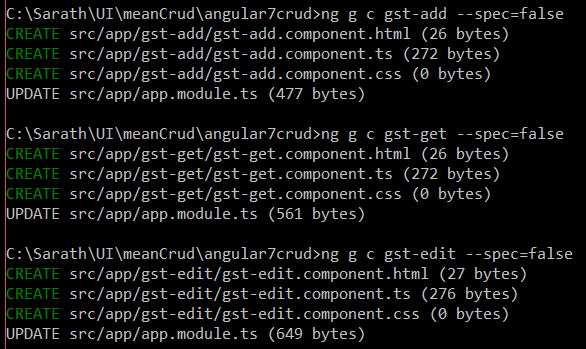 C:\Sarath\UI\meanCrud\angular7crud>ng g c gst-add --spec=false
CREATE src/app/gst-add/gst-add.component.html (26 bytes)
CREATE src/app/gst-add/gst-add.component.ts (272 bytes)
CREATE src/app/gst-add/gst-add.component.css (0 bytes)
UPDATE src/app/app.module.ts (477 bytes)
C:\Sarath\UI\meanCrud\angular7crud>ng g c gst-get --spec=false
CREATE src/app/gst-get/gst-get.component.html (26 bytes)
CREATE src/app/gst-get/gst-get.component.ts (272 bytes)
CREATE src/app/gst-get/gst-get.component.css (0 bytes)
UPDATE src/app/app.module.ts (561 bytes)
C:\Sarath\UI\meanCrud\angular7crud>ng g c gst-edit --spec=false
CREATE src/app/gst-edit/gst-edit.component.html (27 bytes)
CREATE src/app/gst-edit/gst-edit.component.ts (276 bytes)
CREATE src/app/gst-edit/gst-edit.component.css (0 bytes)
UPDATE src/app/app.module.ts (649 bytes)